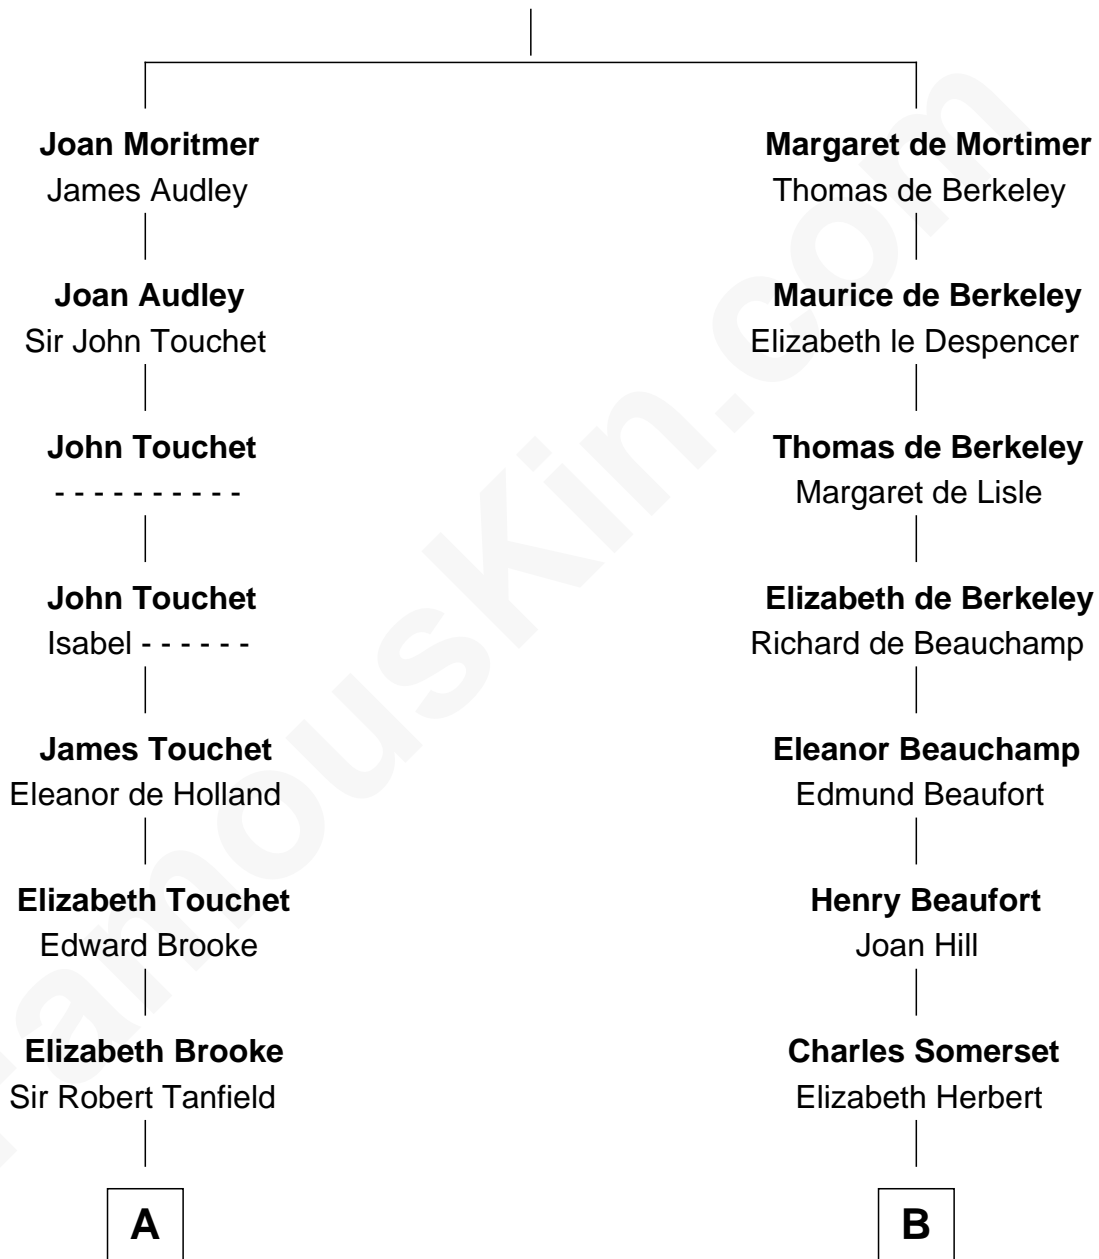 Joan Moritmer
James Audley
Joan Audley
Sir John Touchet
John Touchet
- - - - - - - - - -
John Touchet
Isabel - - - - - -
James Touchet
Eleanor de Holland
Elizabeth Touchet
Edward Brooke
Elizabeth Brooke
Sir Robert Tanfield
A
Margaret de Mortimer
Thomas de Berkeley
Maurice de Berkeley
Elizabeth le Despencer
Thomas de Berkeley
Margaret de Lisle
Elizabeth de Berkeley
Richard de Beauchamp
Eleanor Beauchamp
Edmund Beaufort
Henry Beaufort
Joan Hill
Charles Somerset
Elizabeth Herbert
B
FamousKin.com